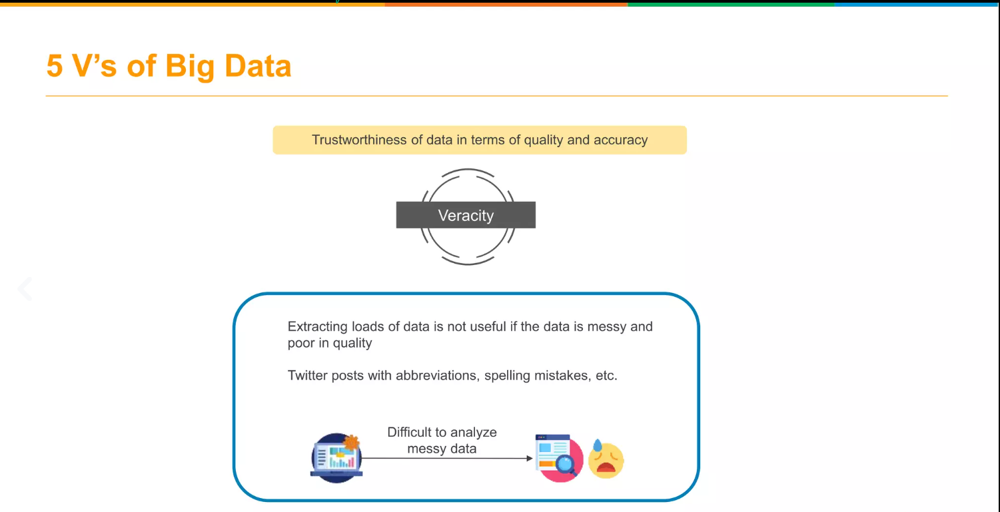 5 V’s of Big Data
Trustworthiness of data in terms of quality and accuracy
Veracity
Extracting loads of data is not useful if the data is messy and
poor in quality
Twitter posts with abbreviations, spelling mistakes, etc.
Difficult to analyze
messy data